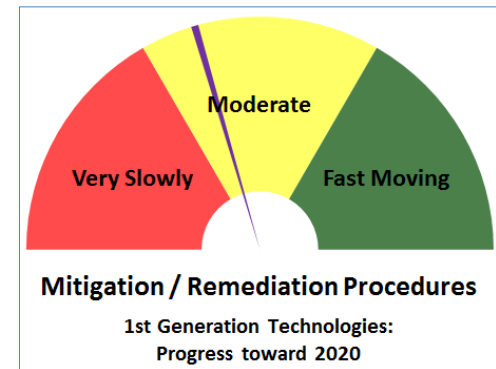 Moderate
Very Slowly
Fast Moving
Mitigation / Remediation Procedures
1st Generation Technologies:
Progress toward 2020